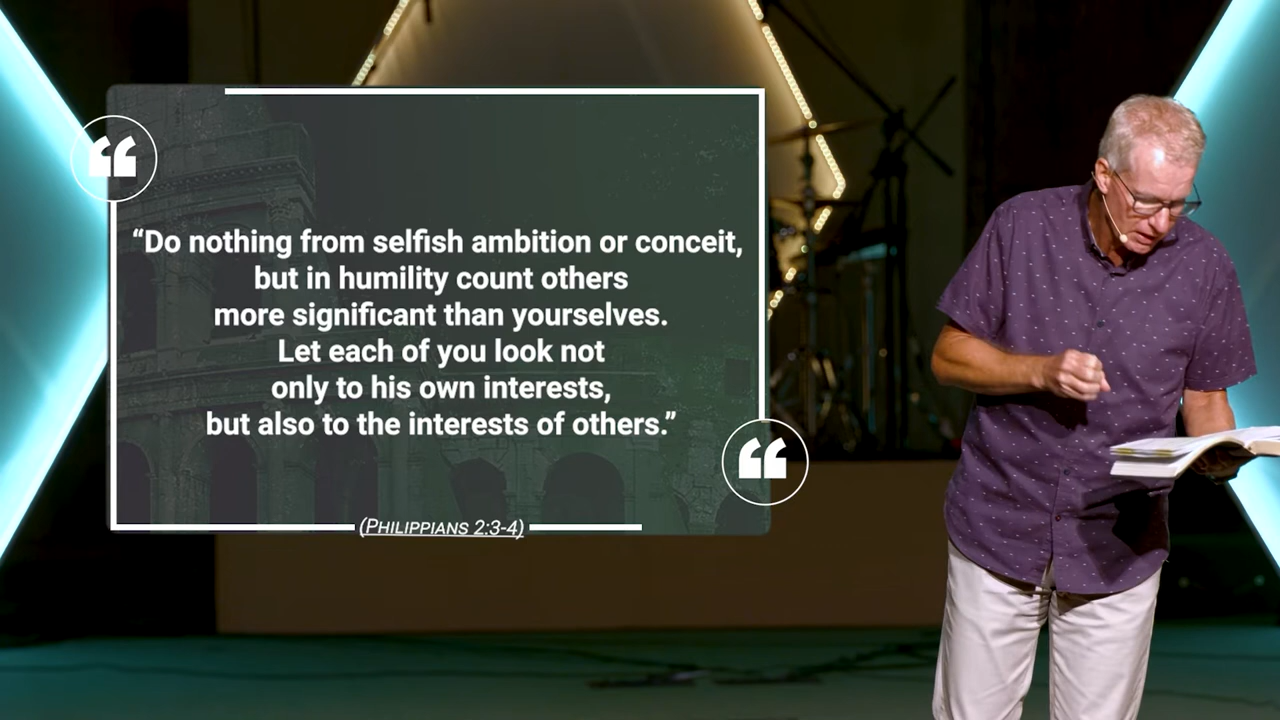 “Do nothing from selfish ambition or conceit,
but in humility count others
more significant than yourselves.
Let each of you look not
only to his own interests,
but also to the interests of others.”
(Philippians 2:3-4)